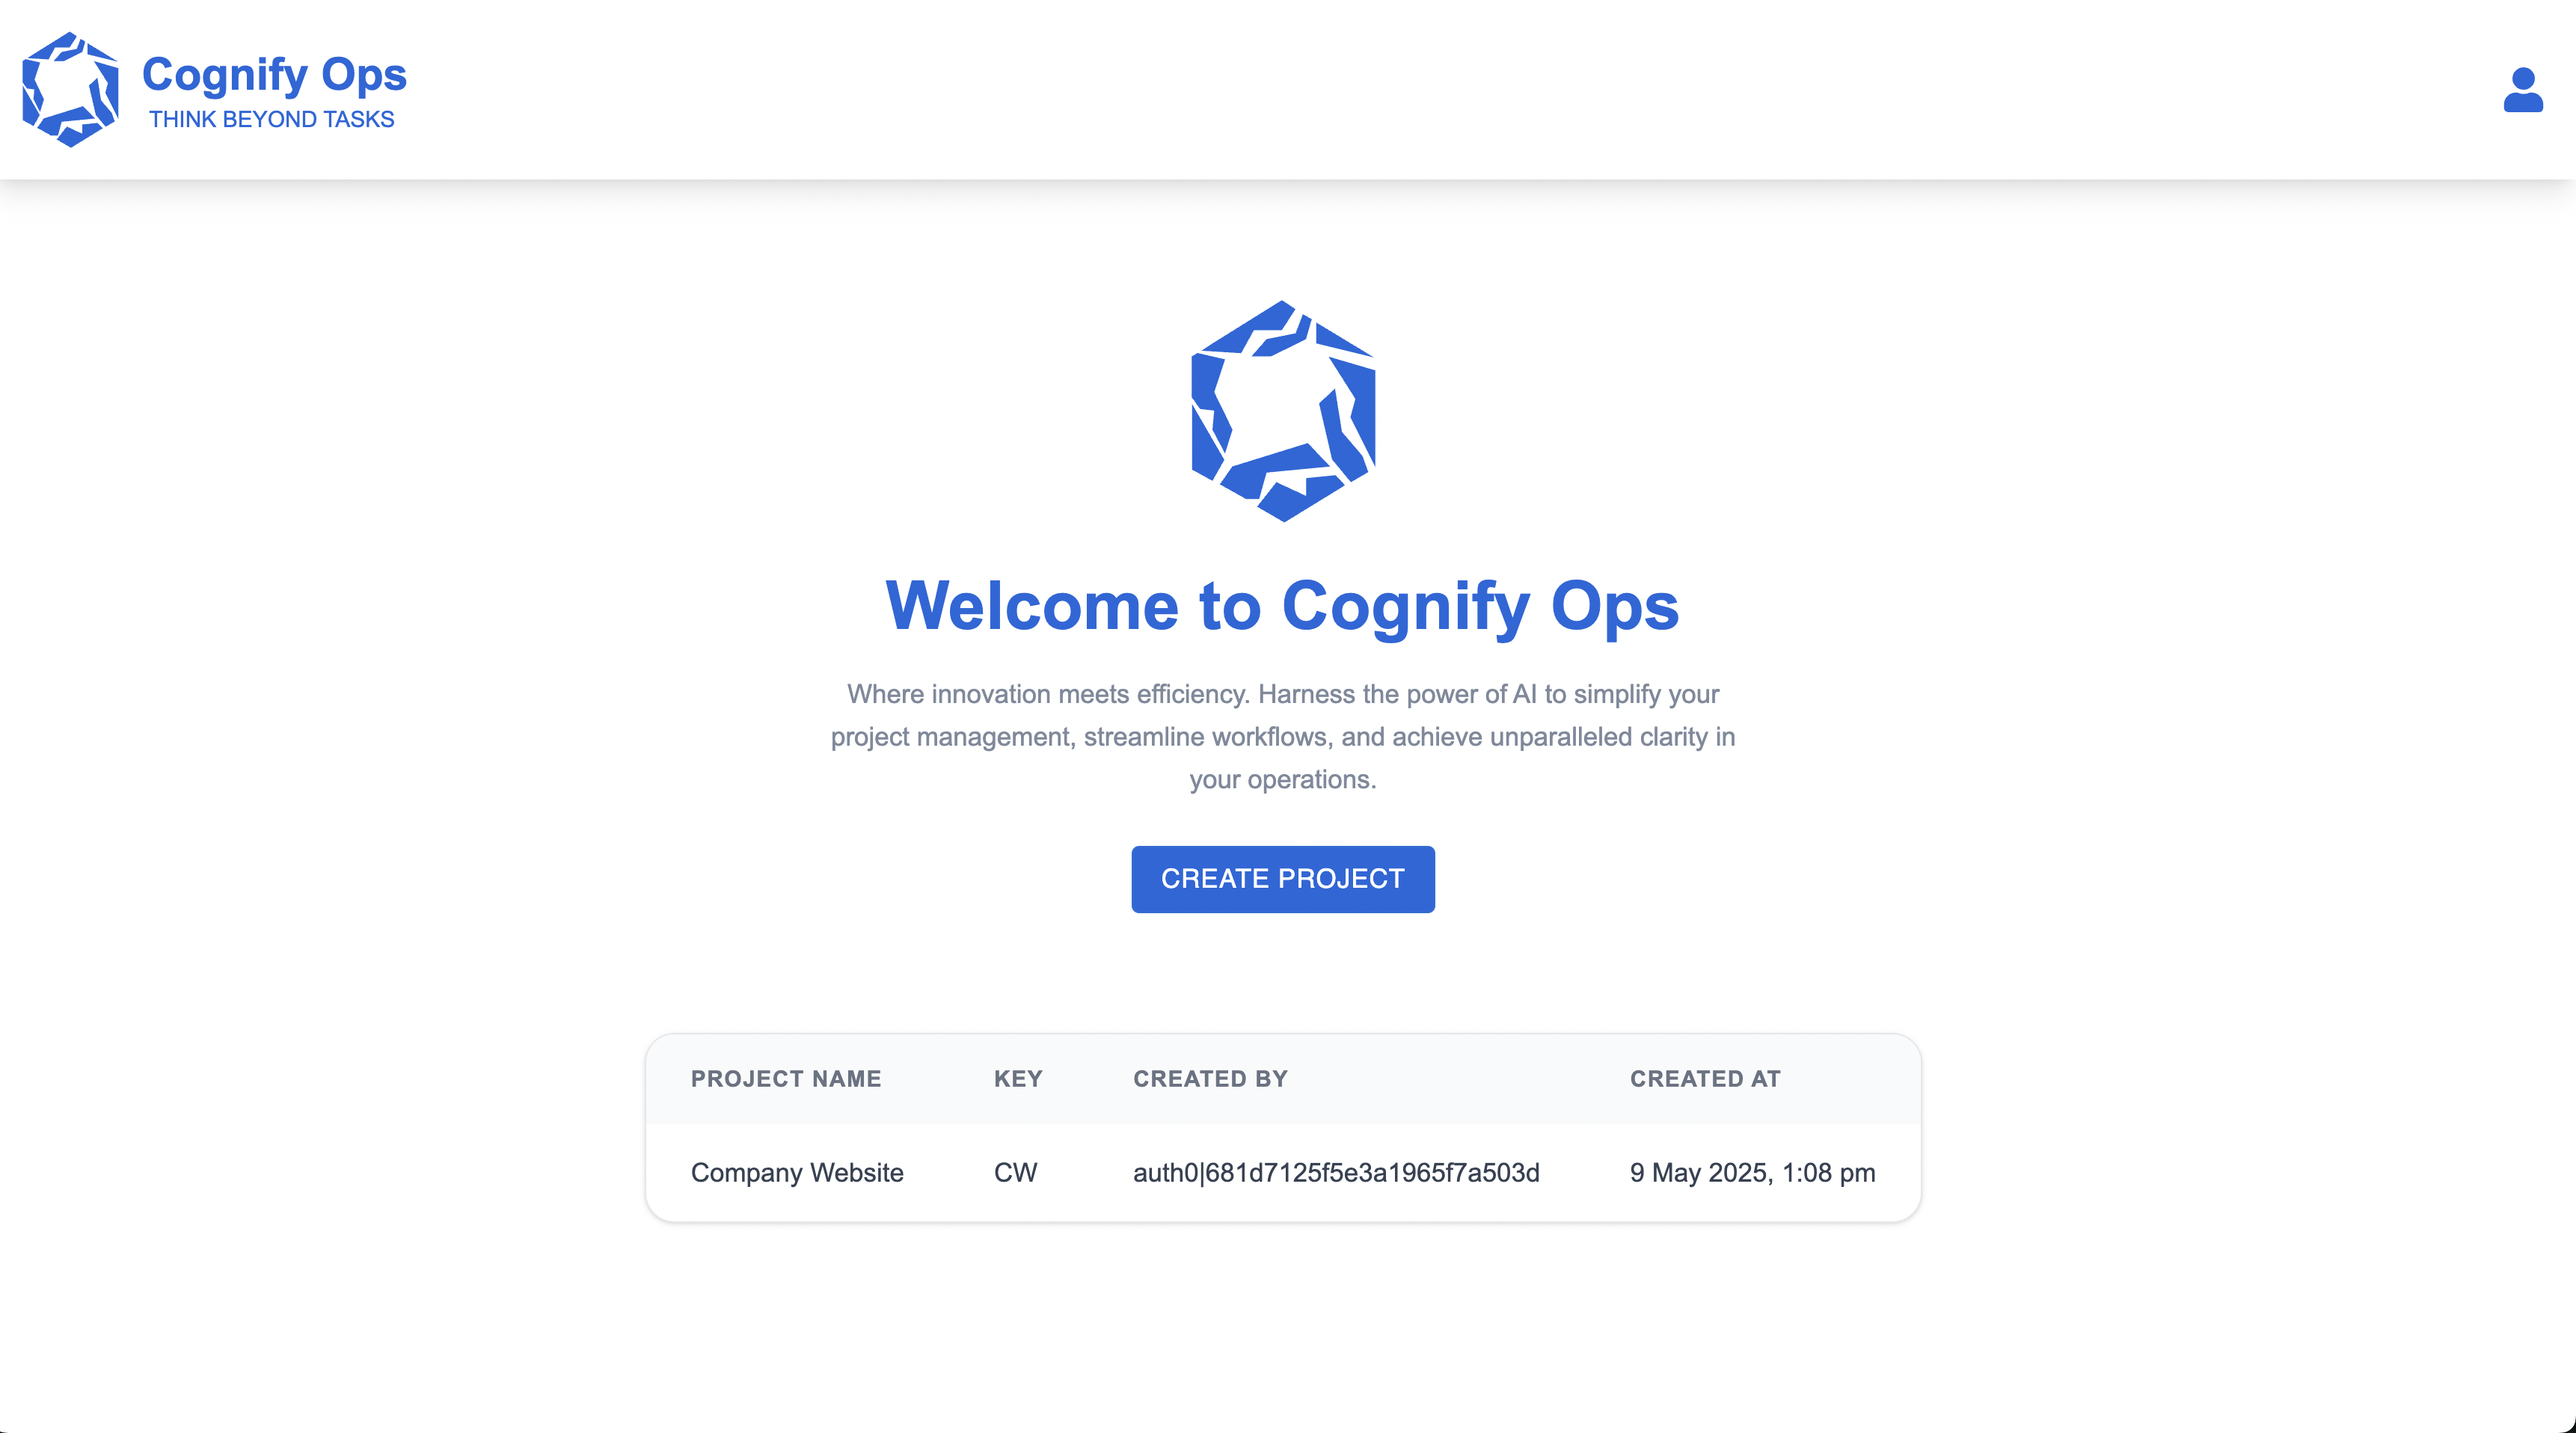 Cognify Ops
THINK BEYOND TASKS
Welcome to Cognify Ops
Where innovation meets efficiency. Harness the power of AI to simplify your
project management, streamline workflows, and achieve unparalleled clarity in
your operations.
CREATE PROJECT
PROJECT NAME KEY CREATED BY CREATED AT
Company Website CW auth0|681d7125f5e3a1965f7a503d 9 May 2025, 1:08 pm